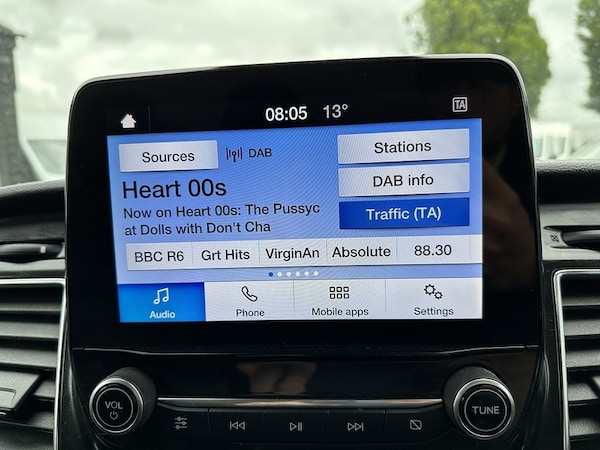 08:05 13° TA
Sources DAB Stations
Heart 00s DAB info
Now on Heart 00s: The Pussyc
at Dolls with Don't Cha
Traffic (TA)
BBC R6 Grt Hits VirginAn Absolute 88.30
Audio Phone Mobile apps Settings
VOL TUNE